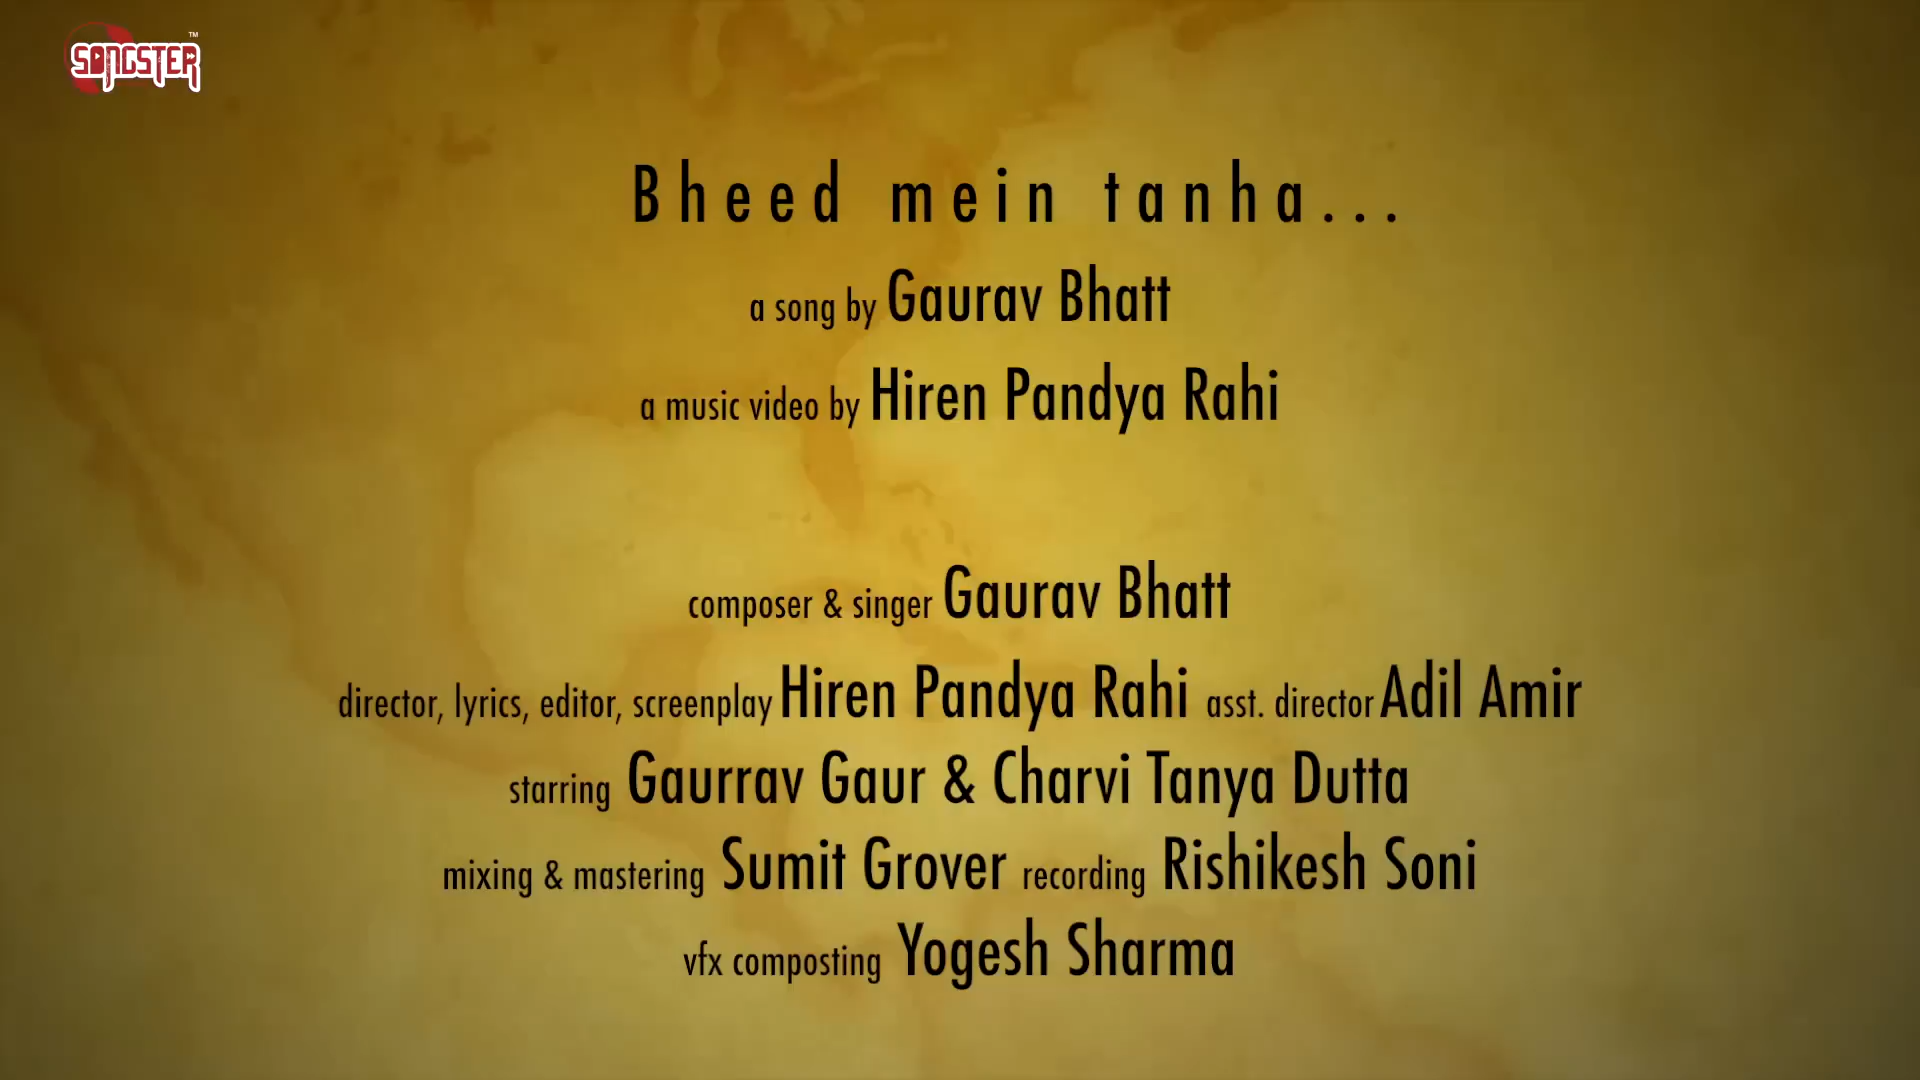 SONGSTER™
Bheed mein tanha...
a song by Gaurav Bhatt
a music video by Hiren Pandya Rahi
composer & singer Gaurav Bhatt
director, lyrics, editor, screenplay Hiren Pandya Rahi asst. director Adil Amir
starring Gaurrav Gaur & Charvi Tanya Dutta
mixing & mastering Sumit Grover recording Rishikesh Soni
vfx composting Yogesh Sharma